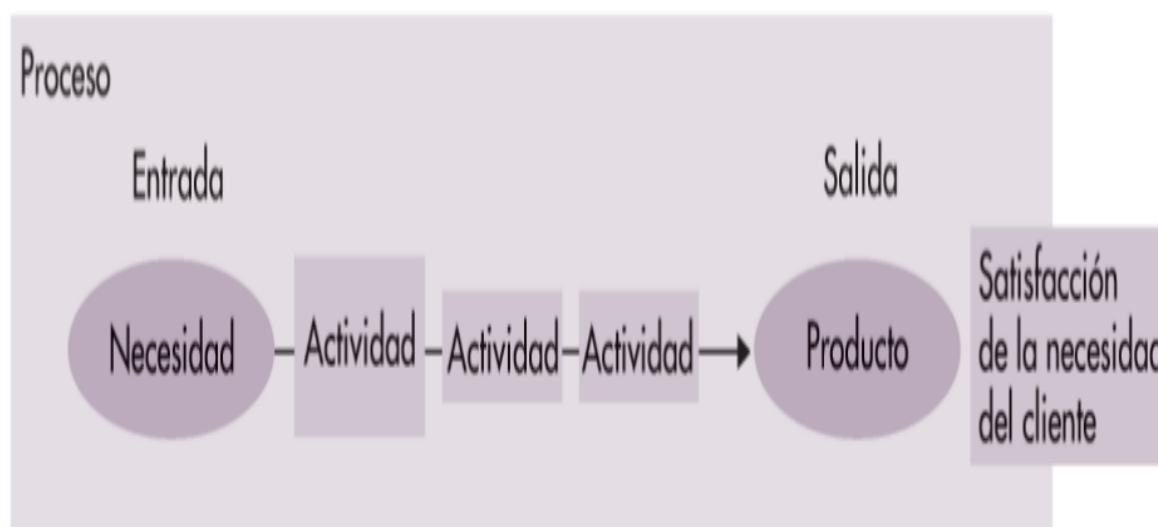 Proceso
Entrada
Salida
Necesidad
Actividad
Actividad
Actividad
Producto
Satisfacción
de la necesidad
del cliente